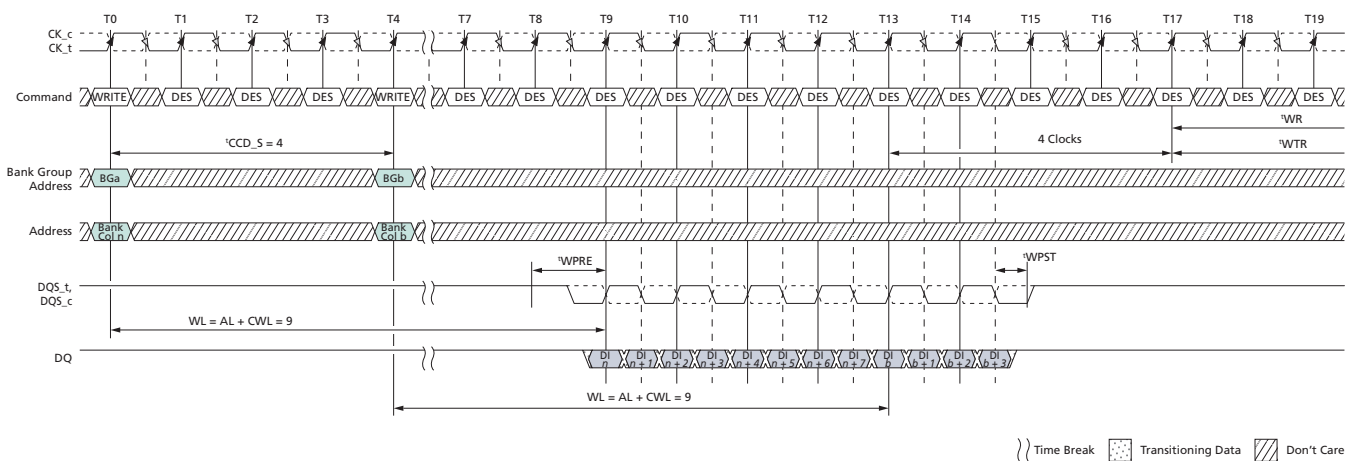 T0 T1 T2 T3 T4 T7 T8 T9 T10 T11 T12 T13 T14 T15 T16 T17 T18 T19
CK_c
CK_t
Command WRITE DES DES DES WRITE DES DES DES DES DES DES DES DES DES DES DES DES DES
tWR
tCCD_S = 4 4 Clocks tWTR
Bank Group
Address BGa BGb
Address Bank
Col n Bank
Col b
tWPRE tWPST
DQS_t,
DQS_c
WL = AL + CWL = 9
DQ DI
n DI
n + 1 DI
n + 2 DI
n + 3 DI
n + 4 DI
n + 5 DI
n + 6 DI
n + 7 DI
b DI
b + 1 DI
b + 2 DI
b + 3
WL = AL + CWL = 9
Time Break Transitioning Data Don't Care